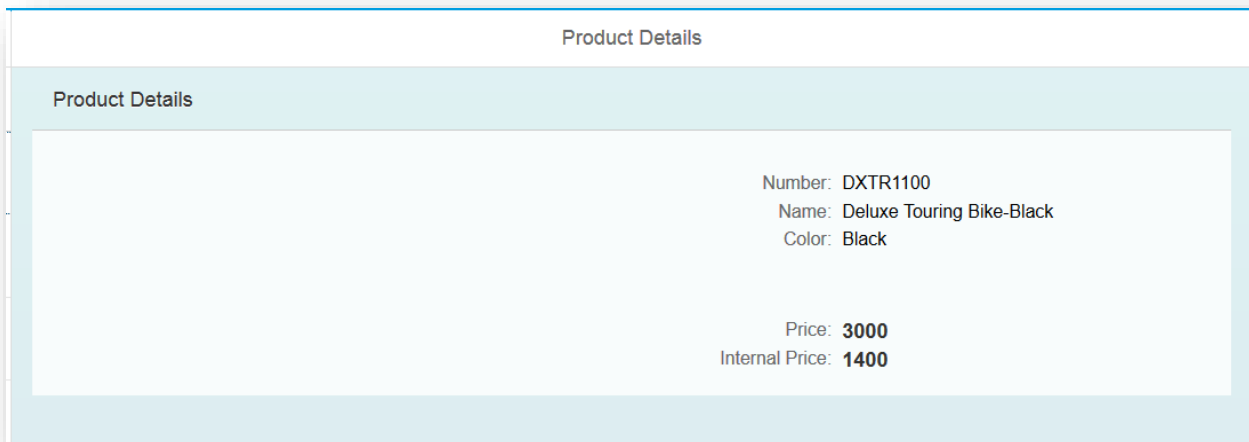 Product Details
Product Details
Number: DXTR1100
Name: Deluxe Touring Bike-Black
Color: Black
Price: 3000
Internal Price: 1400